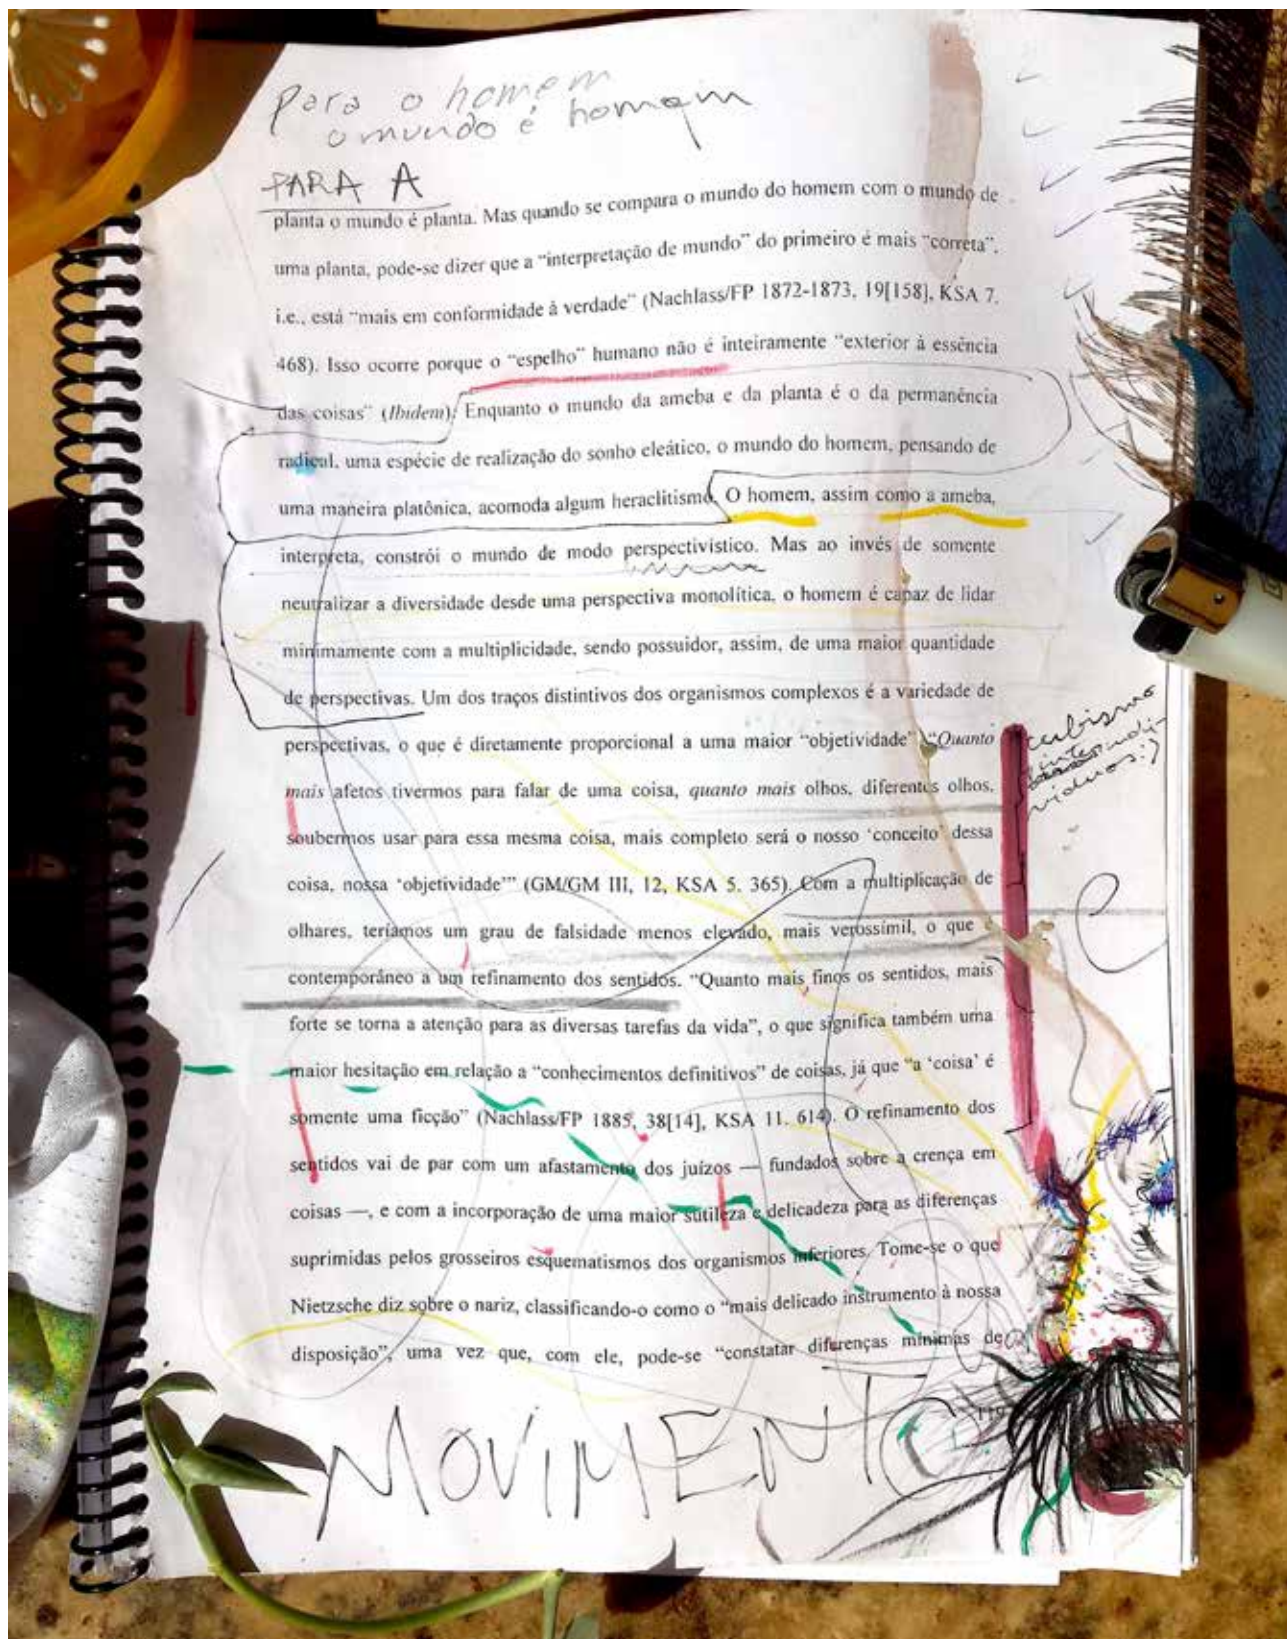 para o homem
o mundo é homem
PARA A
planta o mundo é planta. Mas quando se compara o mundo do homem com o mundo de
uma planta, pode-se dizer que a “interpretação de mundo” do primeiro é mais “correta”,
i.e., está “mais em conformidade à verdade” (Nachlass/FP 1872-1873, 19[158], KSA 7.
468). Isso ocorre porque o “espelho” humano não é inteiramente “exterior à essência
das coisas” (Ibidem). Enquanto o mundo da ameba e da planta é o da permanência
radical, uma espécie de realização do sonho eleático, o mundo do homem, pensando de
uma maneira platônica, acomoda algum heraclitismo. O homem, assim como a ameba,
interpreta, constrói o mundo de modo perspectivístico. Mas ao invés de somente
neutralizar a diversidade desde uma perspectiva monolítica, o homem é capaz de lidar
minimamente com a multiplicidade, sendo possuidor, assim, de uma maior quantidade
de perspectivas. Um dos traços distintivos dos organismos complexos é a variedade de
perspectivas, o que é diretamente proporcional a uma maior “objetividade” “Quanto
mais afetos tivermos para falar de uma coisa, quanto mais olhos, diferentes olhos,
soubermos usar para essa mesma coisa, mais completo será o nosso ‘conceito’ dessa
coisa, nossa ‘objetividade’” (GM/GM III, 12, KSA 5. 365). Com a multiplicação de
olhares, teríamos um grau de falsidade menos elevado, mais verossímil, o que é
contemporâneo a um refinamento dos sentidos. “Quanto mais finos os sentidos, mais
forte se torna a atenção para as diversas tarefas da vida”, o que significa também uma
maior hesitação em relação a “conhecimentos definitivos” de coisas, já que “a ‘coisa’ é
somente uma ficção” (Nachlass/FP 1885, 38[14], KSA 11. 614). O refinamento dos
sentidos vai de par com um afastamento dos juízos — fundados sobre a crença em
coisas —, e com a incorporação de uma maior sutileza e delicadeza para as diferenças
suprimidas pelos grosseiros esquematismos dos organismos inferiores. Tome-se o que
Nietzsche diz sobre o nariz, classificando-o como o “mais delicado instrumento à nossa
disposição”, uma vez que, com ele, pode-se “constatar diferenças mínimas de
119
MOVIMENTO
cubismo
e